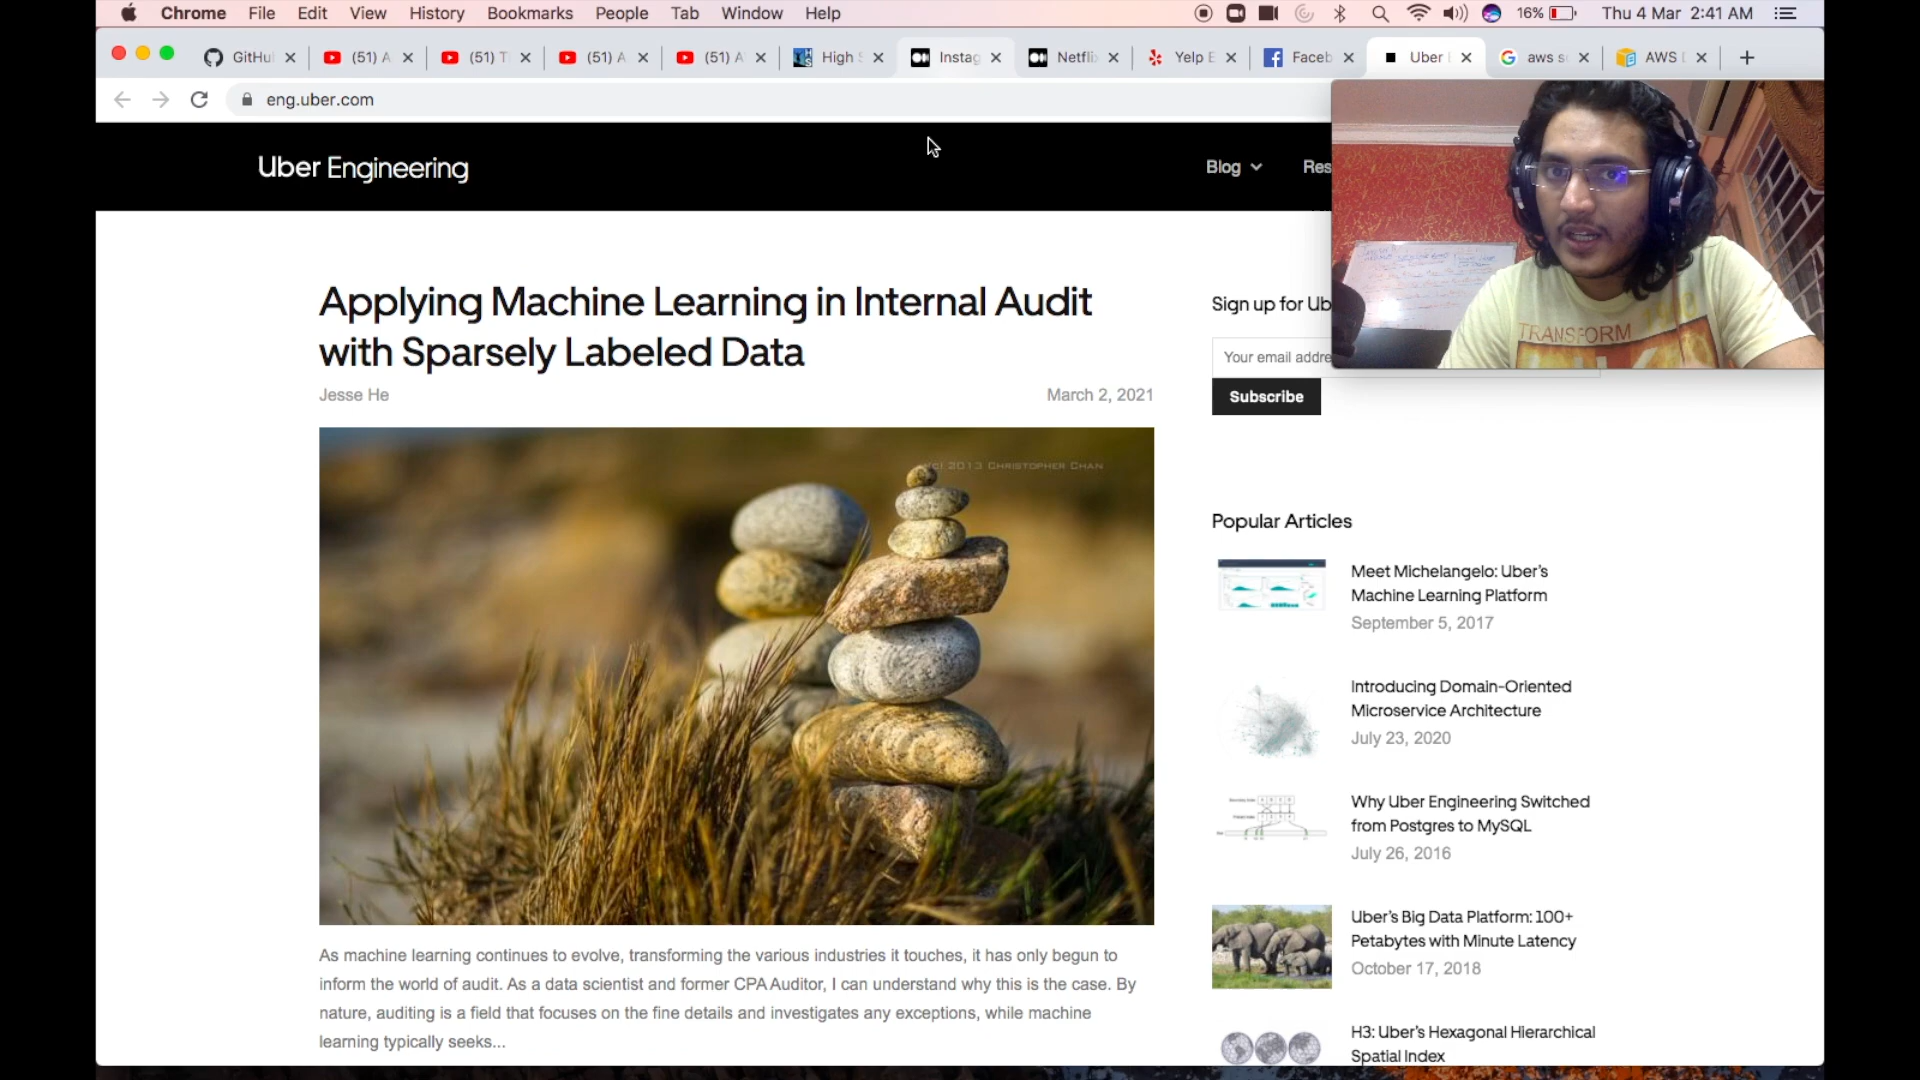 Chrome File Edit View History Bookmarks People Tab Window Help 16% Thu 4 Mar 2:41 AM
GitHu (51) A (51) T (51) A (51) A High S Instag Netfli Yelp E Faceb Uber aws s AWS
eng.uber.com
Uber Engineering
Blog Res
Applying Machine Learning in Internal Audit
with Sparsely Labeled Data
Jesse He March 2, 2021
(c) 2013 CHRISTOPHER CHAN
As machine learning continues to evolve, transforming the various industries it touches, it has only begun to
inform the world of audit. As a data scientist and former CPA Auditor, I can understand why this is the case. By
nature, auditing is a field that focuses on the fine details and investigates any exceptions, while machine
learning typically seeks...
Sign up for Ub
Your email addre
Subscribe
TRANSFORM
Popular Articles
Meet Michelangelo: Uber's
Machine Learning Platform
September 5, 2017
Introducing Domain-Oriented
Microservice Architecture
July 23, 2020
Why Uber Engineering Switched
from Postgres to MySQL
July 26, 2016
Uber's Big Data Platform: 100+
Petabytes with Minute Latency
October 17, 2018
H3: Uber's Hexagonal Hierarchical
Spatial Index